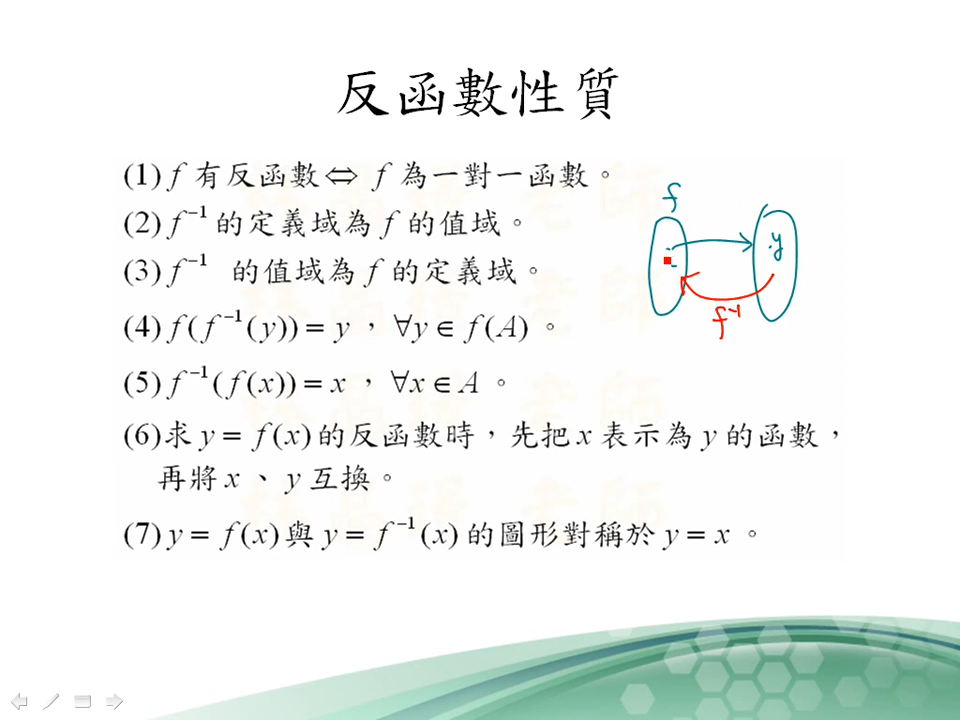 反函數性質
(1) f 有反函數⇔ f 為一對一函數。
(2) f⁻¹ 的定義域為 f 的值域。
(3) f⁻¹ 的值域為 f 的定義域。
(4) f(f⁻¹(y)) = y，∀y∈f(A)。
(5) f⁻¹(f(x)) = x，∀x∈A。
(6)求 y = f(x) 的反函數時，先把 x 表示為 y 的函數，
再將 x、y 互換。
(7) y = f(x) 與 y = f⁻¹(x) 的圖形對稱於 y = x。
f
y
f⁻¹